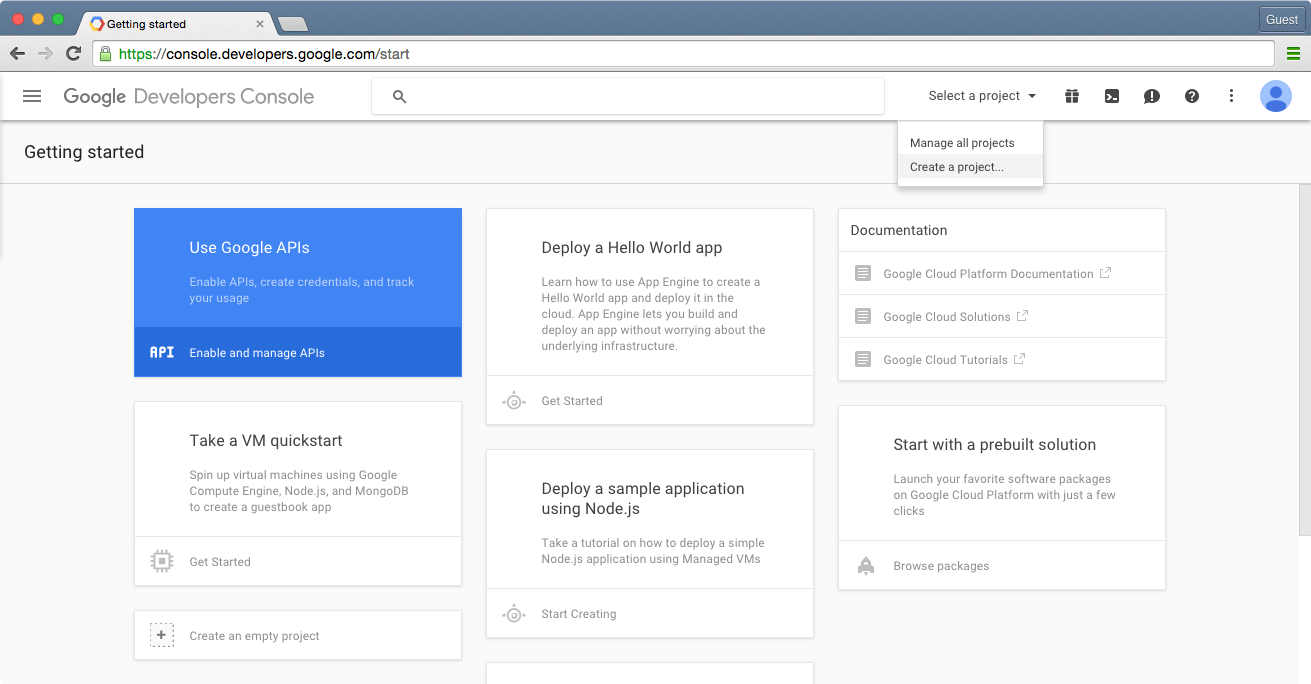 Getting started
Guest
https://console.developers.google.com/start
Google Developers Console
Select a project
Manage all projects
Create a project...
Getting started
Use Google APIs
Enable APIs, create credentials, and track
your usage
API
Enable and manage APIs
Take a VM quickstart
Spin up virtual machines using Google
Compute Engine, Node.js, and MongoDB
to create a guestbook app
Get Started
Create an empty project
Deploy a Hello World app
Learn how to use App Engine to create a
Hello World app and deploy it in the
cloud. App Engine lets you build and
deploy an app without worrying about the
underlying infrastructure.
Get Started
Deploy a sample application
using Node.js
Take a tutorial on how to deploy a simple
Node.js application using Managed VMs
Start Creating
Documentation
Google Cloud Platform Documentation
Google Cloud Solutions
Google Cloud Tutorials
Start with a prebuilt solution
Launch your favorite software packages
on Google Cloud Platform with just a few
clicks
Browse packages